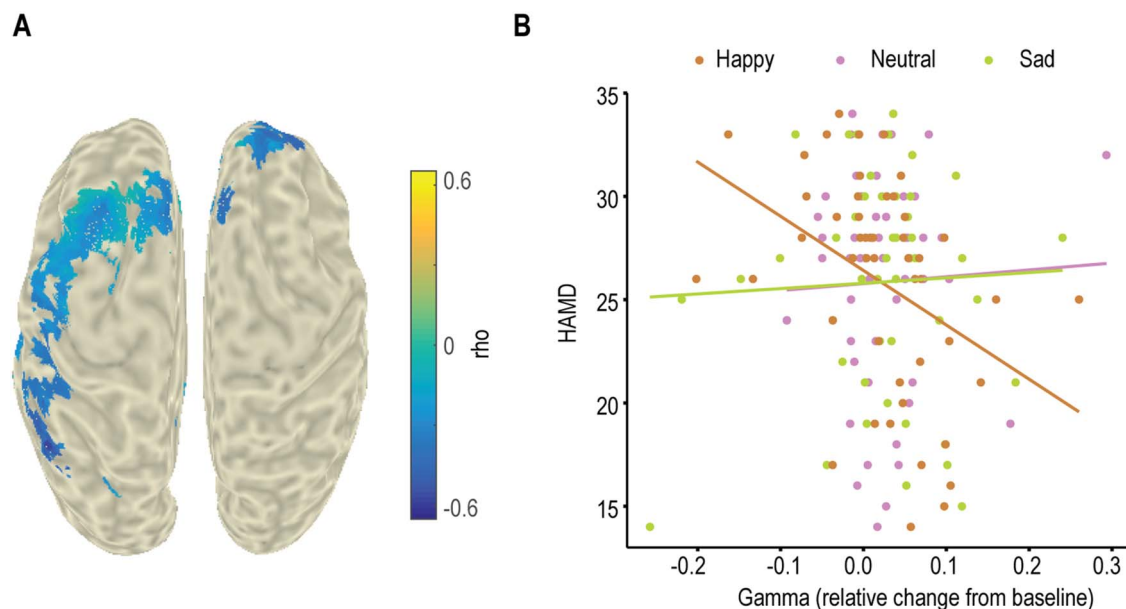 A
B
Happy Neutral Sad
0.6
0
-0.6
rho
35
30
25
20
15
HAMD
-0.2 -0.1 0.0 0.1 0.2 0.3
Gamma (relative change from baseline)